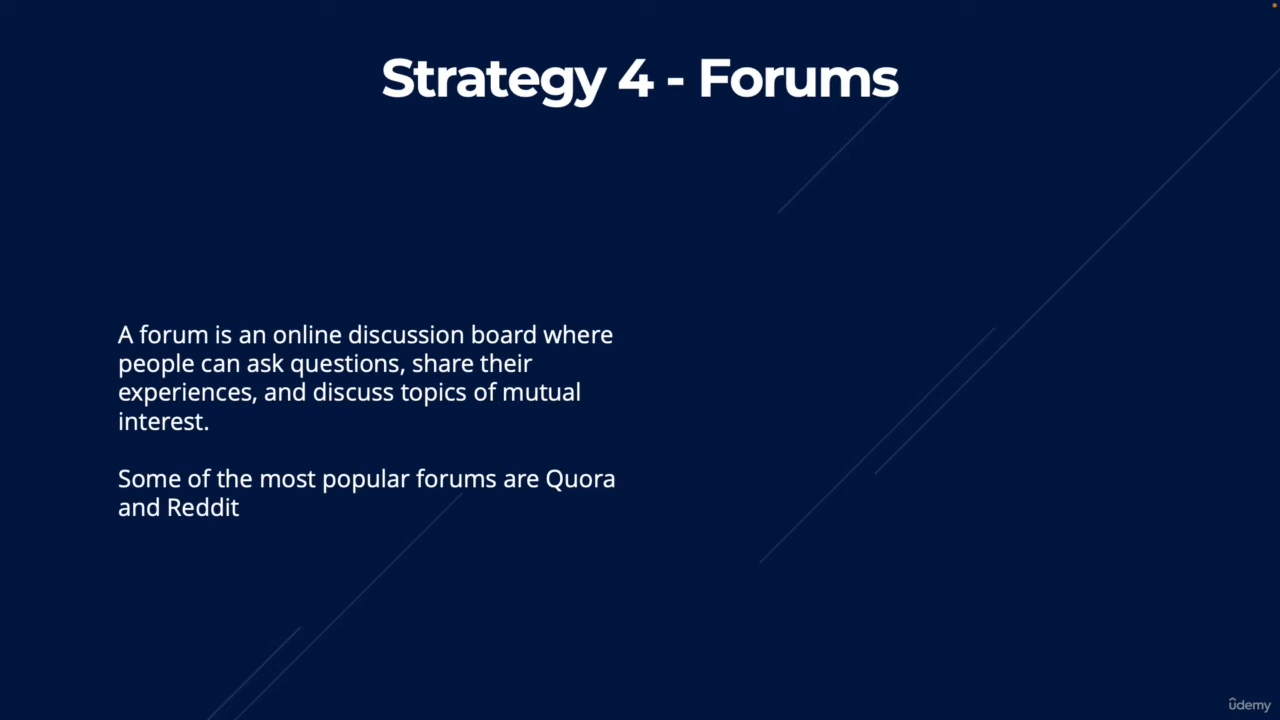 Strategy 4 - Forums
A forum is an online discussion board where
people can ask questions, share their
experiences, and discuss topics of mutual
interest.
Some of the most popular forums are Quora
and Reddit
ûdemy